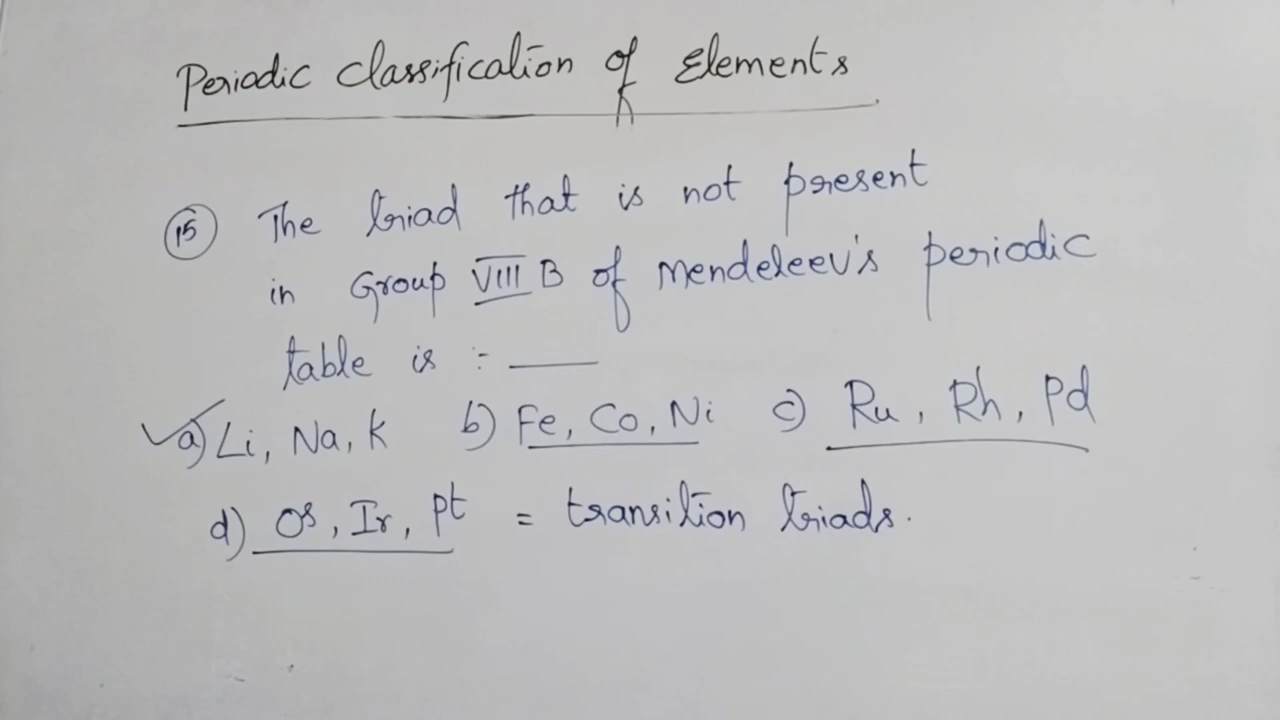 Periodic classification of Elements
15 The triad that is not present
in Group VIII B of Mendeleev's periodic
table is :- ___
a) Li, Na, K b) Fe, Co, Ni c) Ru, Rh, Pd
d) Os, Ir, Pt = transition triads.